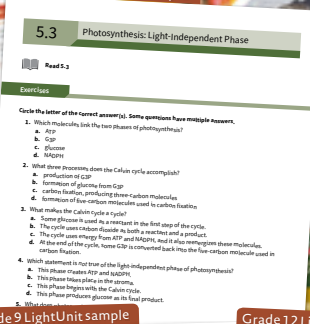 5.3 Photosynthesis: Light-Independent Phase
Read 5.3
Exercises
Circle the letter of the correct answer(s). Some questions have multiple answers.
1. Which molecules link the two phases of photosynthesis?
a. ATP
b. G3P
c. glucose
d. NADPH
2. What three processes does the Calvin cycle accomplish?
a. production of G3P
b. formation of glucose from G3P
c. carbon fixation, producing three-carbon molecules
d. formation of five-carbon molecules used in carbon fixation
3. What makes the Calvin cycle a cycle?
a. Some glucose is used as a reactant in the first step of the cycle.
b. The cycle uses carbon dioxide as both a reactant and a product.
c. The cycle uses energy from ATP and NADPH, and it also reenergizes these molecules.
d. At the end of the cycle, some G3P is converted back into the five-carbon molecule used in
carbon fixation.
4. Which statement is not true of the light-independent phase of photosynthesis?
a. This phase creates ATP and NADPH.
b. This phase takes place in the stroma.
c. This phase begins with the Calvin cycle.
d. This phase produces glucose as its final product.
5. What does
de 9 LightUnit sample
Grade 12 Li